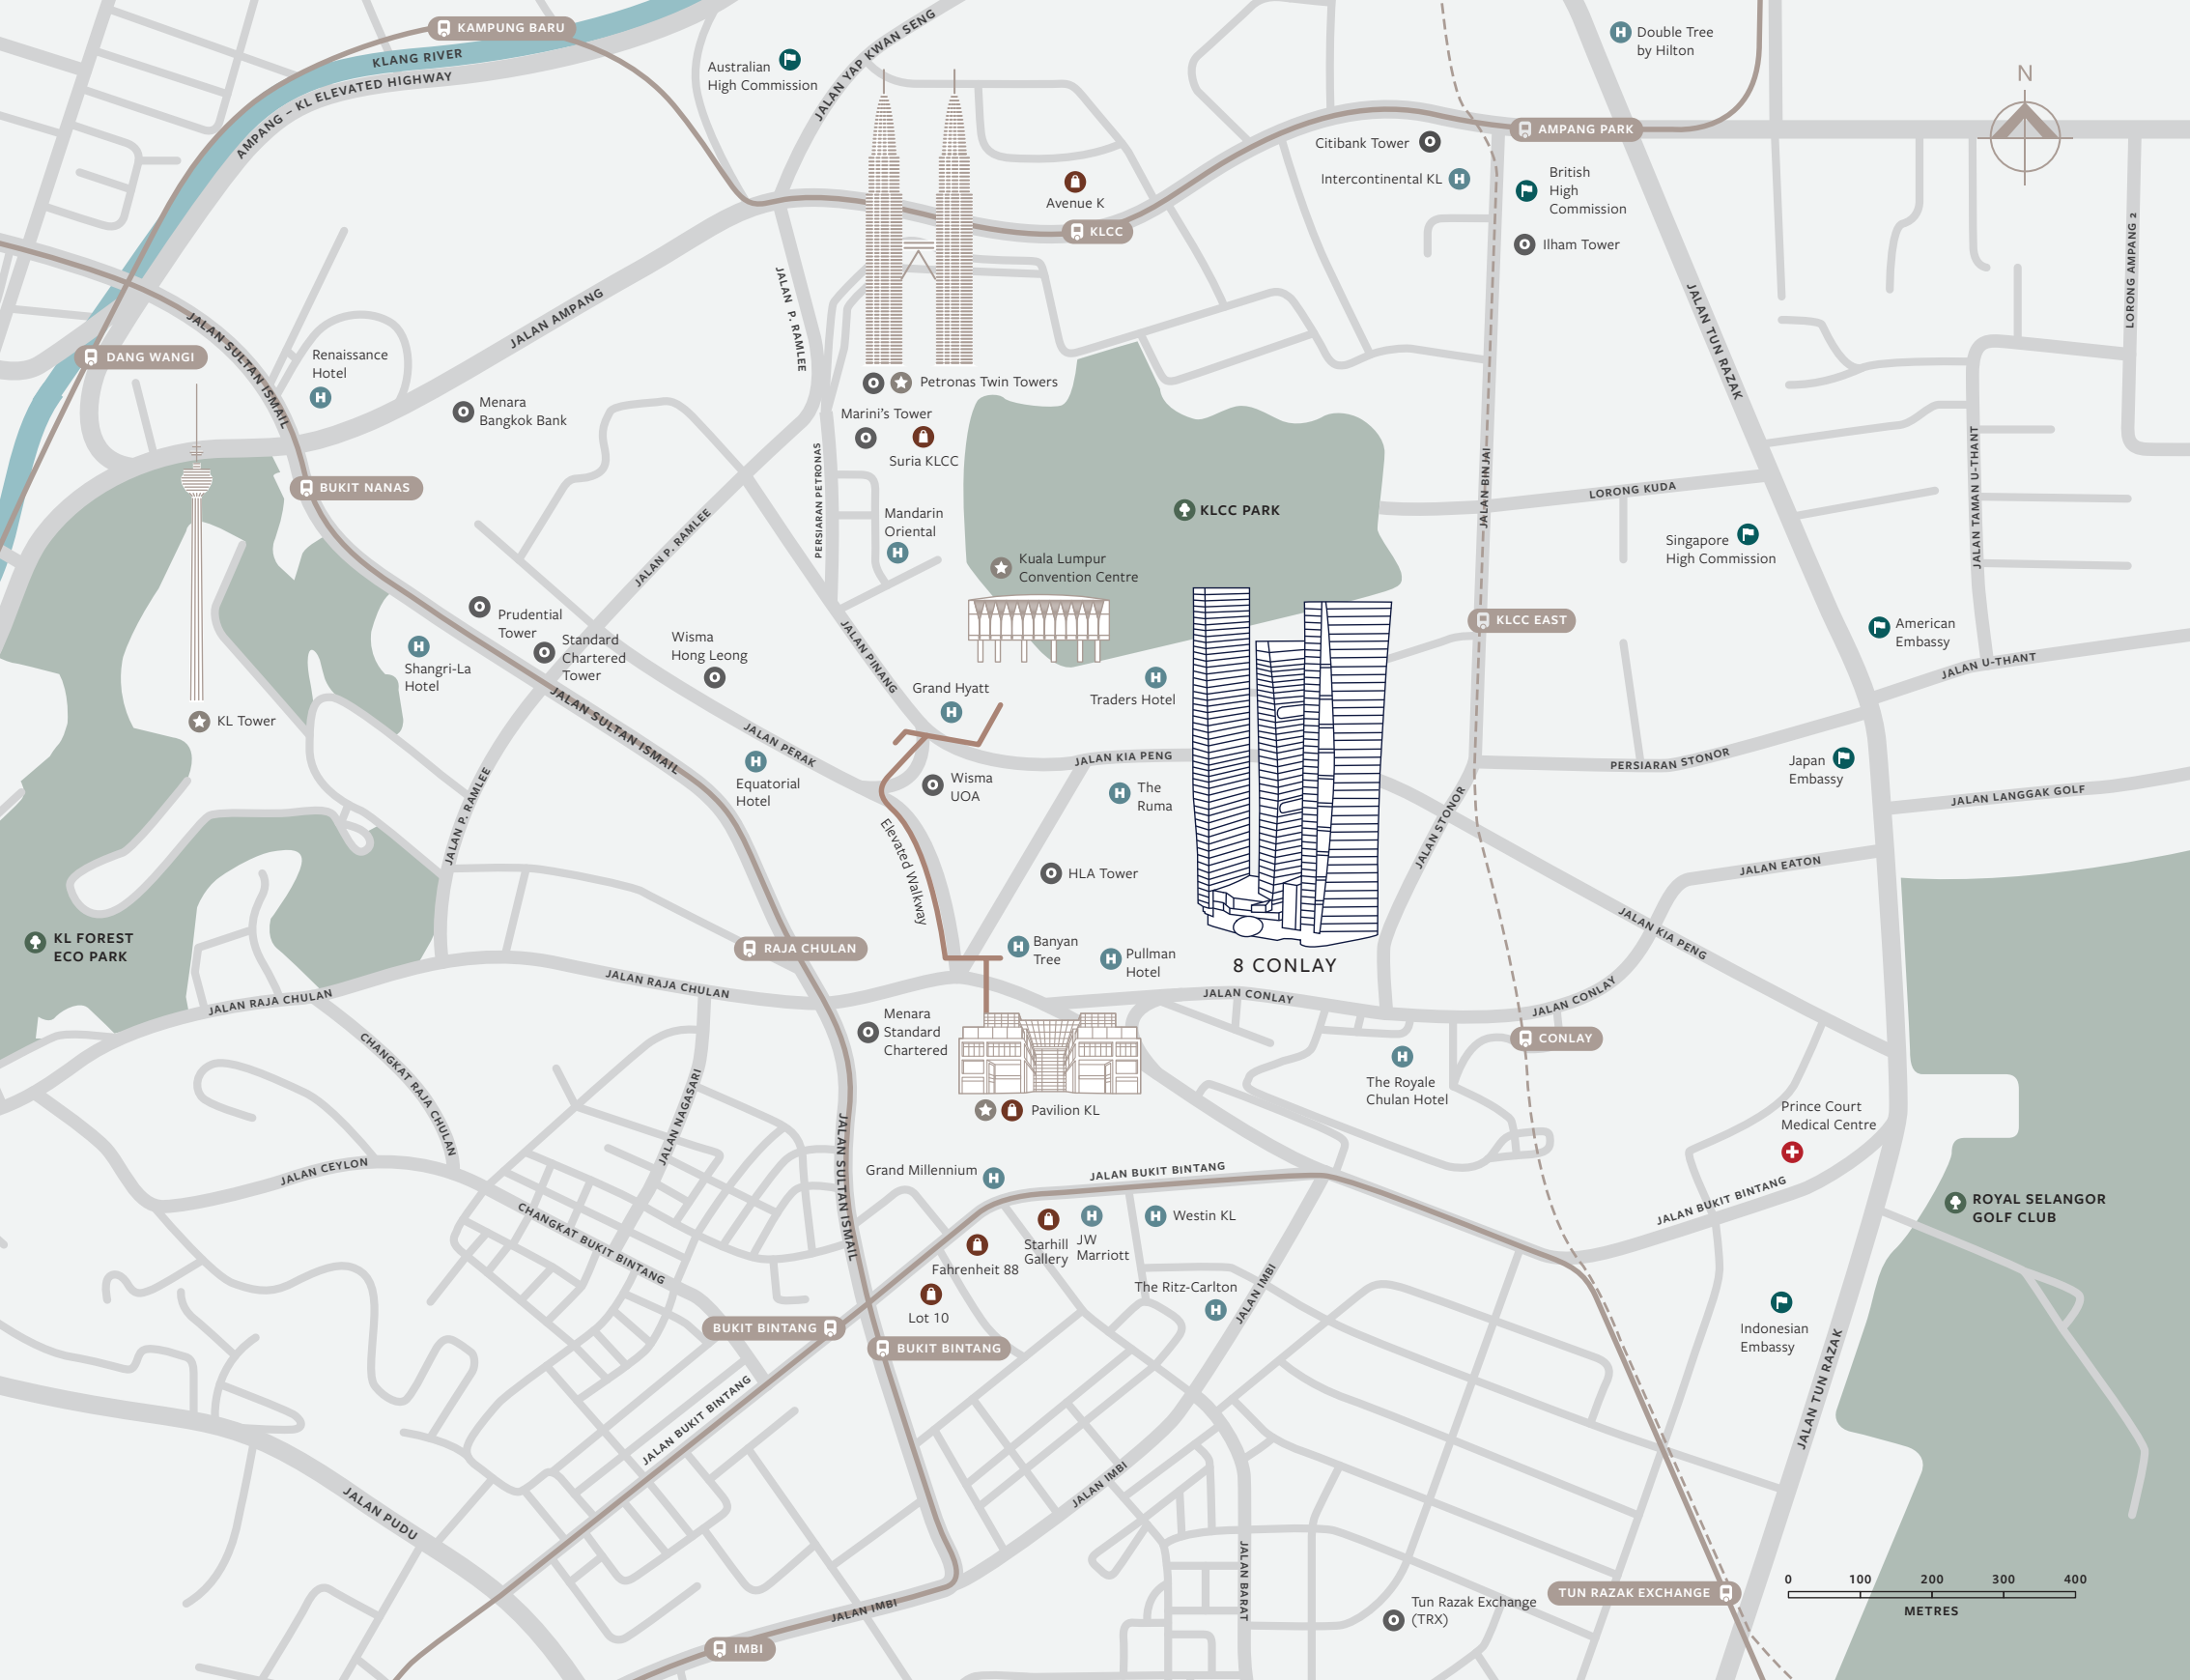 KAMPUNG BARU
KLANG RIVER
AMPANG – KL ELEVATED HIGHWAY
Australian
High Commission
JALAN YAP KWAN SENG
Double Tree
by Hilton
N
AMPANG PARK
Citibank Tower
Intercontinental KL
British
High
Commission
Ilham Tower
Avenue K
KLCC
LORONG AMPANG 2
JALAN P. RAMLEE
JALAN AMPANG
JALAN SULTAN ISMAIL
JALAN TUN RAZAK
DANG WANGI
Renaissance
Hotel
Menara
Bangkok Bank
Petronas Twin Towers
Marini's Tower
Suria KLCC
BUKIT NANAS
PERSIARAN PETRONAS
Mandarin
Oriental
KLCC PARK
JALAN BINJAI
LORONG KUDA
JALAN TAMAN U-THANT
Singapore
High Commission
JALAN P. RAMLEE
Kuala Lumpur
Convention Centre
Prudential
Tower
Standard
Chartered
Tower
Wisma
Hong Leong
JALAN PINANG
KLCC EAST
American
Embassy
Shangri-La
Hotel
JALAN U-THANT
Grand Hyatt
Traders Hotel
KL Tower
JALAN SULTAN ISMAIL
JALAN PERAK
JALAN KIA PENG
PERSIARAN STONOR
Japan
Embassy
Equatorial
Hotel
Wisma
UOA
The
Ruma
JALAN LANGGAK GOLF
JALAN P. RAMLEE
Elevated Walkway
JALAN STONOR
HLA Tower
JALAN EATON
KL FOREST
ECO PARK
RAJA CHULAN
Banyan
Tree
Pullman
Hotel
8 CONLAY
JALAN KIA PENG
JALAN RAJA CHULAN
JALAN RAJA CHULAN
JALAN CONLAY
JALAN CONLAY
Menara
Standard
Chartered
CONLAY
CHANGKAT RAJA CHULAN
JALAN NAGASARI
The Royale
Chulan Hotel
Pavilion KL
Prince Court
Medical Centre
JALAN SULTAN ISMAIL
JALAN CEYLON
Grand Millennium
JALAN BUKIT BINTANG
JALAN BUKIT BINTANG
ROYAL SELANGOR
GOLF CLUB
CHANGKAT BUKIT BINTANG
Westin KL
Starhill
Gallery
JW
Marriott
Fahrenheit 88
The Ritz-Carlton
JALAN IMBI
Lot 10
BUKIT BINTANG
BUKIT BINTANG
Indonesian
Embassy
JALAN TUN RAZAK
JALAN BUKIT BINTANG
JALAN PUDU
JALAN IMBI
JALAN BARAT
JALAN IMBI
IMBI
Tun Razak Exchange
(TRX)
TUN RAZAK EXCHANGE
0 100 200 300 400
METRES